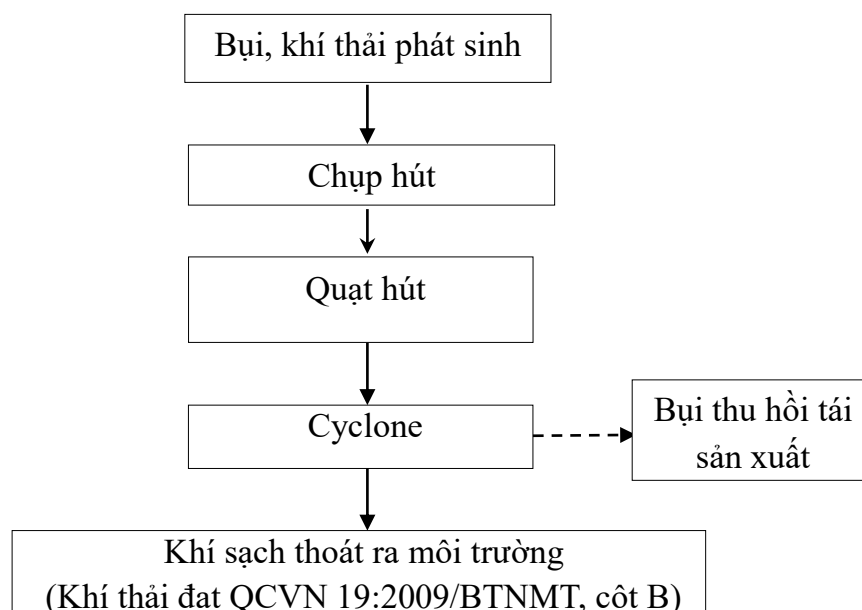 Bụi, khí thải phát sinh
Chụp hút
Quạt hút
Cyclone
Bụi thu hồi tái
sản xuất
Khí sạch thoát ra môi trường
(Khí thải đạt QCVN 19:2009/BTNMT, cột B)